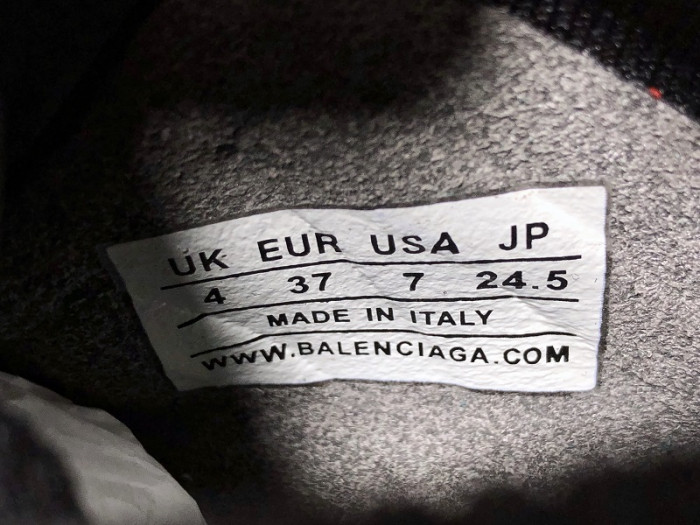 UK EUR USA JP
4 37 7 24.5
MADE IN ITALY
WWW.BALENCIAGA.COM